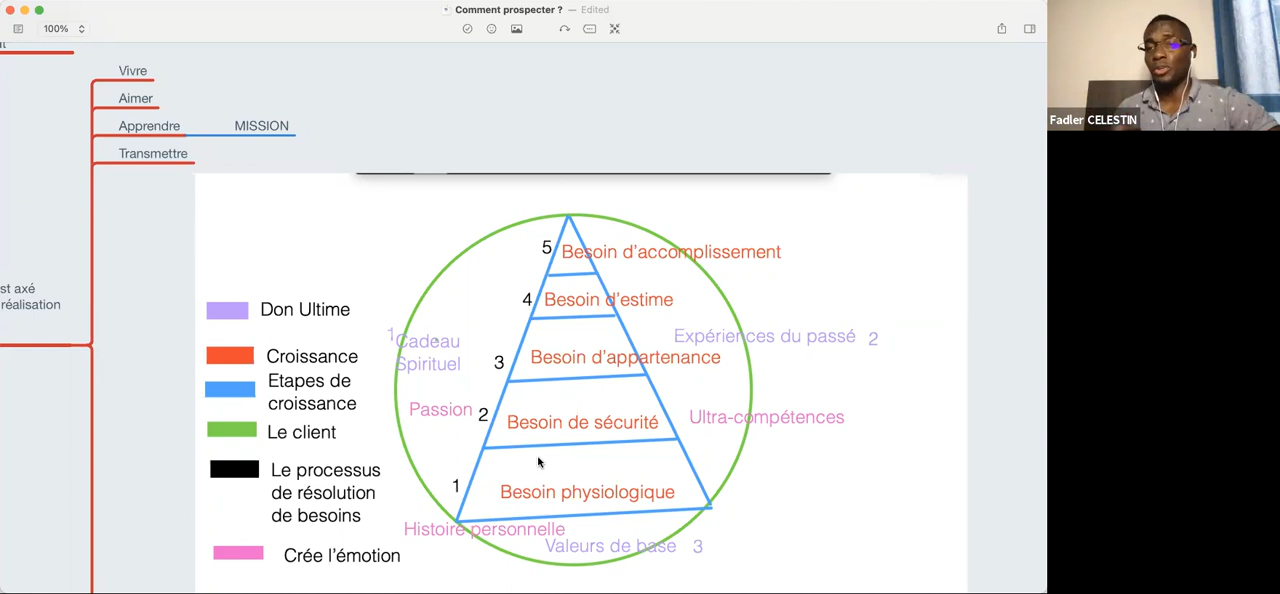 Comment prospecter ? — Edited
100%
Vivre
Aimer
Apprendre
MISSION
Transmettre
st axé
réalisation
5 Besoin d'accomplissement
4 Besoin d'estime
3 Besoin d'appartenance
2 Besoin de sécurité
1 Besoin physiologique
1 Cadeau
Spirituel
Expériences du passé 2
Passion
Ultra-compétences
Histoire personnelle
Valeurs de base 3
Don Ultime
Croissance
Etapes de
croissance
Le client
Le processus
de résolution
de besoins
Crée l'émotion
Fadler CELESTIN